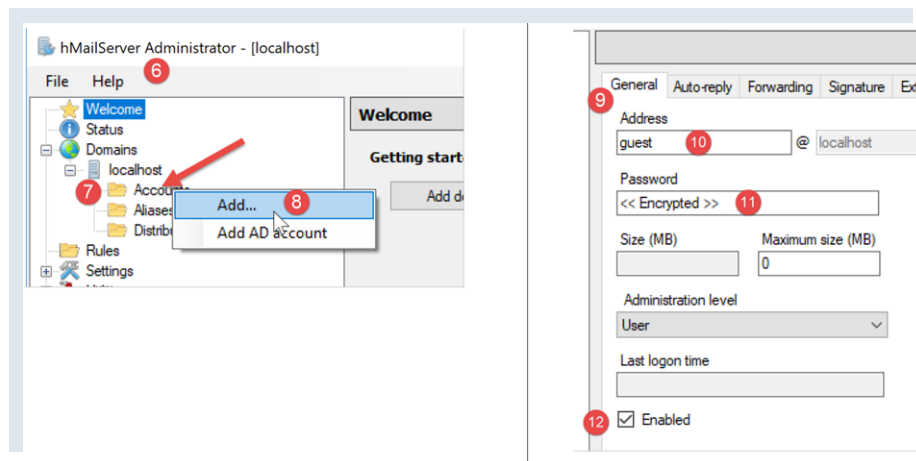 hMailServer Administrator - [localhost]
File Help 6
Welcome
Status
Domains
localhost
7 Accounts
Aliases
Add... 8
Add AD account
Rules
Settings
Welcome
Getting start
Add d
General Auto-reply Forwarding Signature
9
Address
guest 10 @ localhost
Password
<< Encrypted >> 11
Size (MB) Maximum size (MB)
0
Administration level
User
Last logon time
12 Enabled